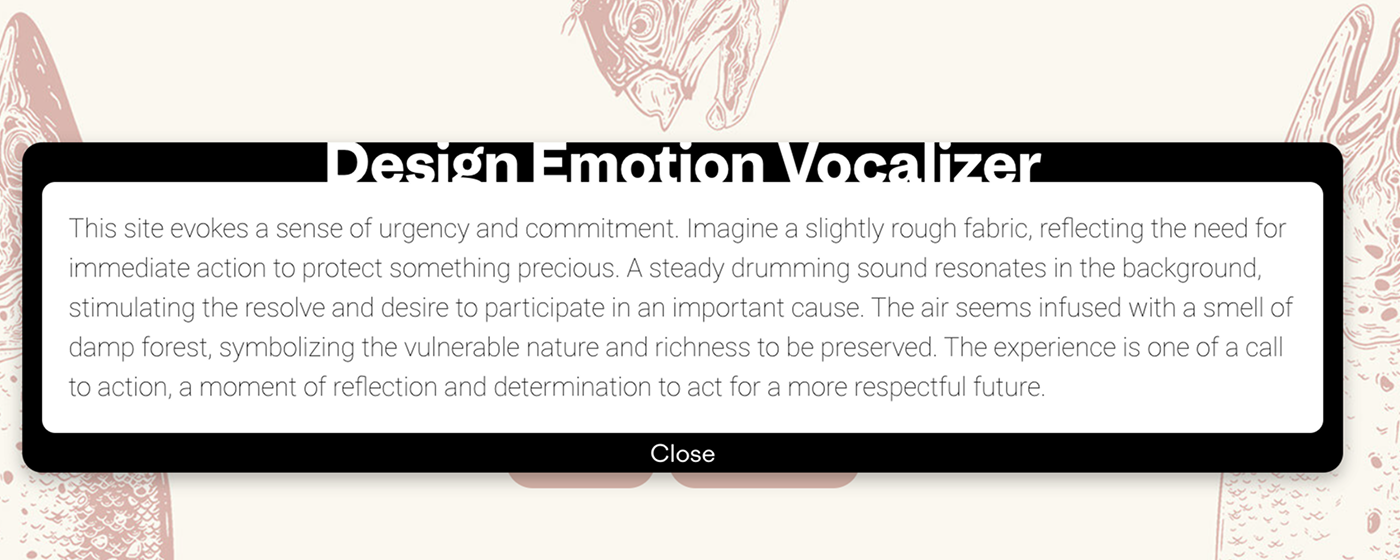 Design Emotion Vocalizer
This site evokes a sense of urgency and commitment. Imagine a slightly rough fabric, reflecting the need for
immediate action to protect something precious. A steady drumming sound resonates in the background,
stimulating the resolve and desire to participate in an important cause. The air seems infused with a smell of
damp forest, symbolizing the vulnerable nature and richness to be preserved. The experience is one of a call
to action, a moment of reflection and determination to act for a more respectful future.
Close